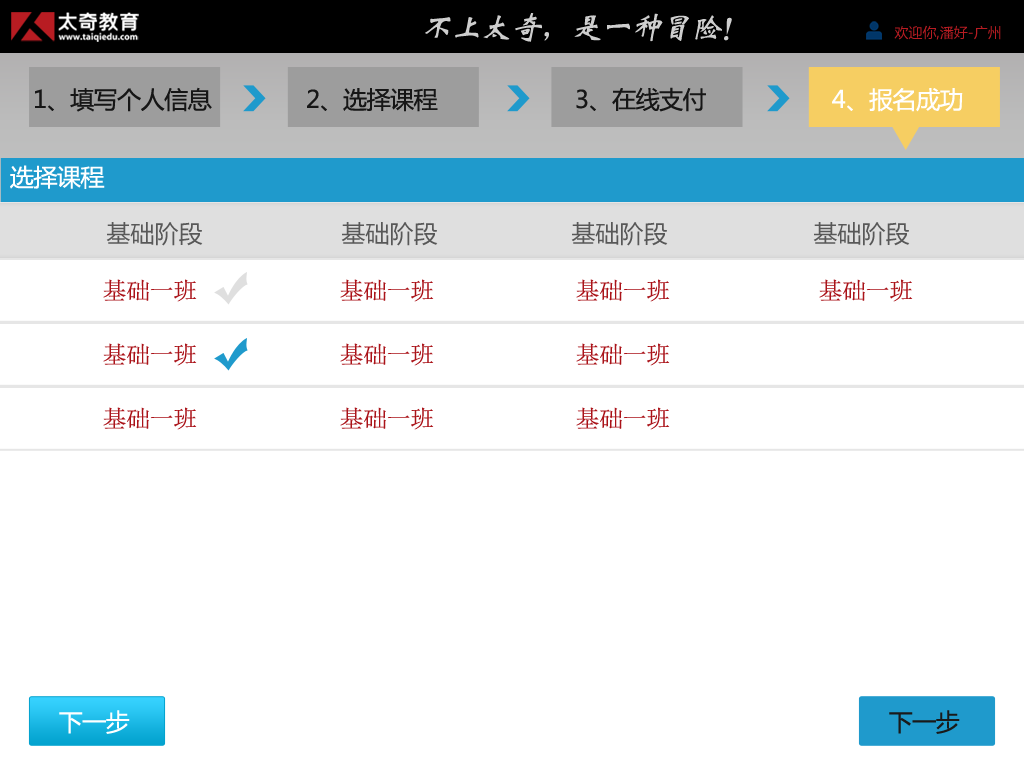 太奇教育
www.taiqiedu.com
不上太奇，是一种冒险！
欢迎你,潘好-广州
1、填写个人信息
2、选择课程
3、在线支付
4、报名成功
选择课程
基础阶段 基础阶段 基础阶段 基础阶段
基础一班 基础一班 基础一班 基础一班
基础一班 基础一班 基础一班
基础一班 基础一班 基础一班
下一步
下一步